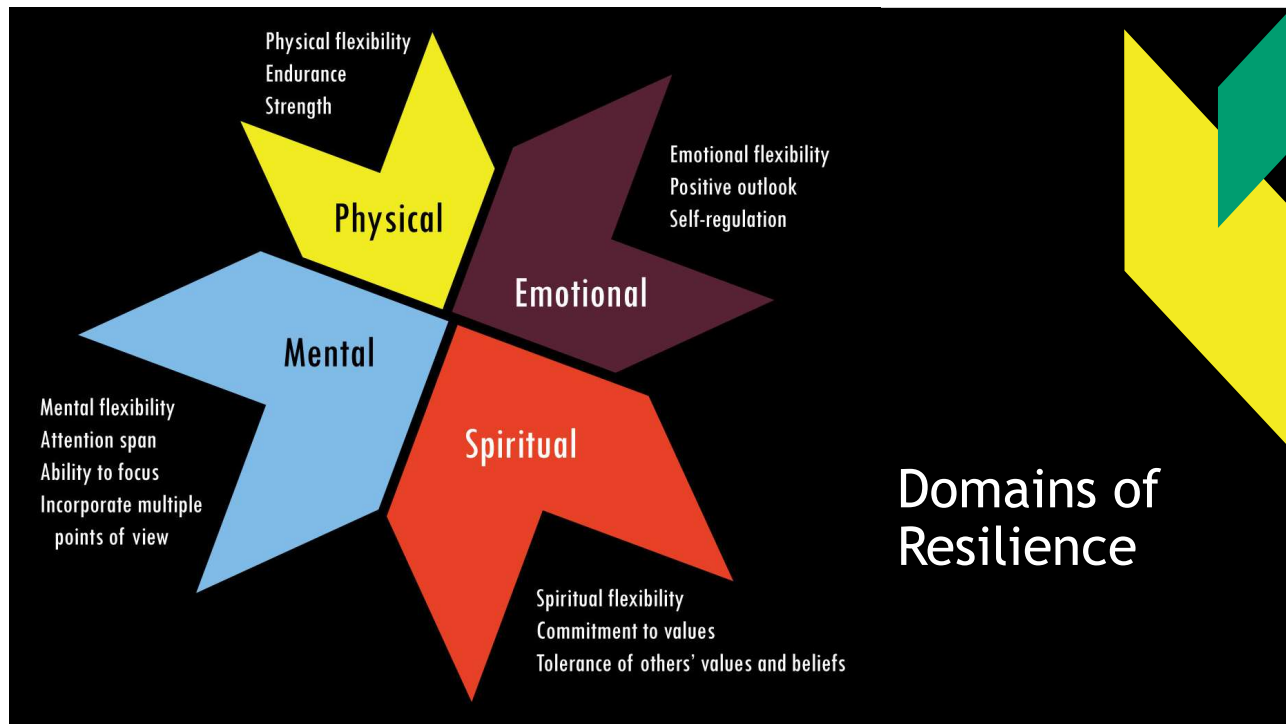 Physical flexibility
Endurance
Strength
Physical
Emotional flexibility
Positive outlook
Self-regulation
Emotional
Mental
Mental flexibility
Attention span
Ability to focus
Incorporate multiple
points of view
Spiritual
Spiritual flexibility
Commitment to values
Tolerance of others’ values and beliefs
Domains of
Resilience